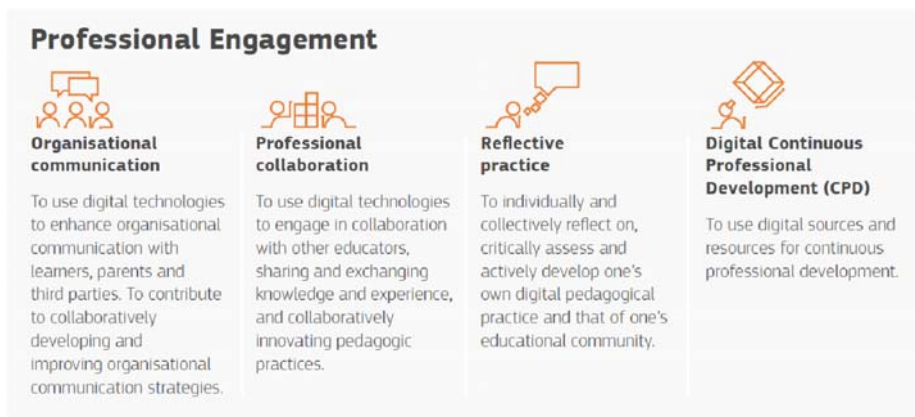 Professional Engagement
Organisational
communication
To use digital technologies
to enhance organisational
communication with
learners, parents and
third parties. To contribute
to collaboratively
developing and
improving organisational
communication strategies.
Professional
collaboration
To use digital technologies
to engage in collaboration
with other educators,
sharing and exchanging
knowledge and experience,
and collaboratively
innovating pedagogic
practices.
Reflective
practice
To individually and
collectively reflect on,
critically assess and
actively develop one's
own digital pedagogical
practice and that of one's
educational community.
Digital Continuous
Professional
Development (CPD)
To use digital sources and
resources for continuous
professional development.